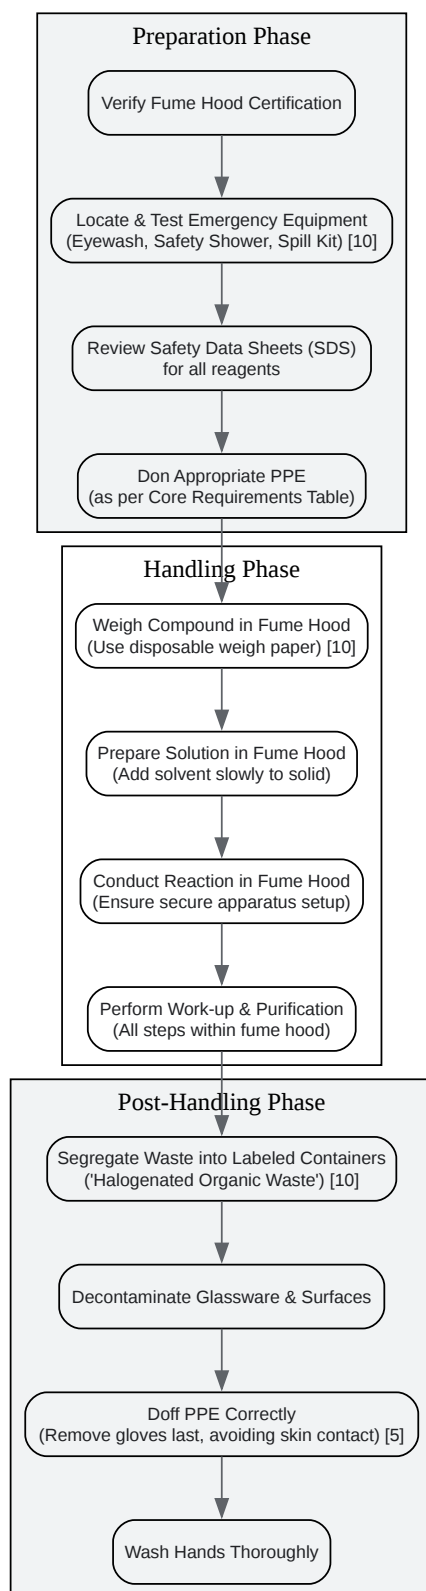 Preparation Phase
Verify Fume Hood Certification
Locate & Test Emergency Equipment
(Eyewash, Safety Shower, Spill Kit) [10]
Review Safety Data Sheets (SDS)
for all reagents
Don Appropriate PPE
(as per Core Requirements Table)
Handling Phase
Weigh Compound in Fume Hood
(Use disposable weigh paper) [10]
Prepare Solution in Fume Hood
(Add solvent slowly to solid)
Conduct Reaction in Fume Hood
(Ensure secure apparatus setup)
Perform Work-up & Purification
(All steps within fume hood)
Post-Handling Phase
Segregate Waste into Labeled Containers
('Halogenated Organic Waste') [10]
Decontaminate Glassware & Surfaces
Doff PPE Correctly
(Remove gloves last, avoiding skin contact) [5]
Wash Hands Thoroughly